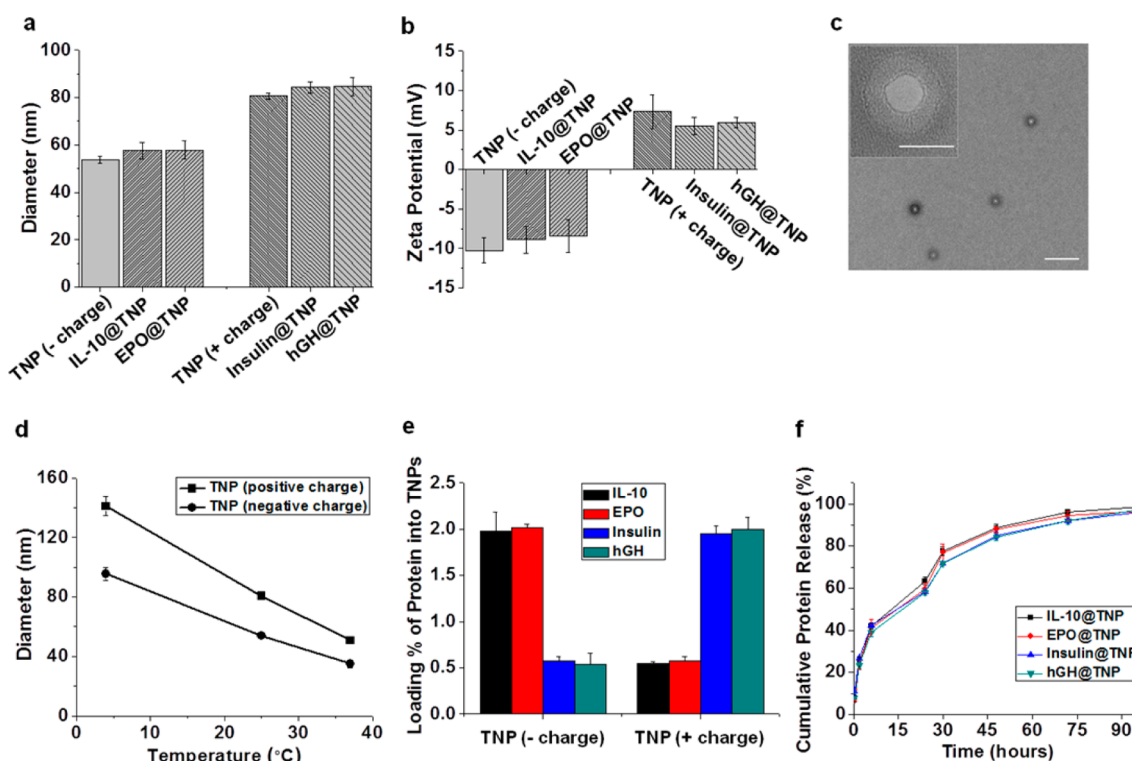 a
100
80
60
40
20
0
Diameter (nm)
TNP (- charge)
IL-10@TNP
EPO@TNP
TNP (+ charge)
Insulin@TNP
hGH@TNP
b
15
10
5
0
-5
-10
-15
Zeta Potential (mV)
TNP (- charge)
IL-10@TNP
EPO@TNP
TNP (+ charge)
Insulin@TNP
hGH@TNP
c
d
160
120
80
40
0
Diameter (nm)
TNP (positive charge)
TNP (negative charge)
0 10 20 30 40
Temperature (°C)
e
2.5
2.0
1.5
1.0
0.5
0.0
Loading % of Protein into TNPs
IL-10
EPO
Insulin
hGH
TNP (- charge) TNP (+ charge)
f
100
80
60
40
20
0
Cumulative Protein Release (%)
IL-10@TNP
EPO@TNP
Insulin@TNP
hGH@TNP
0 15 30 45 60 75 90
Time (hours)